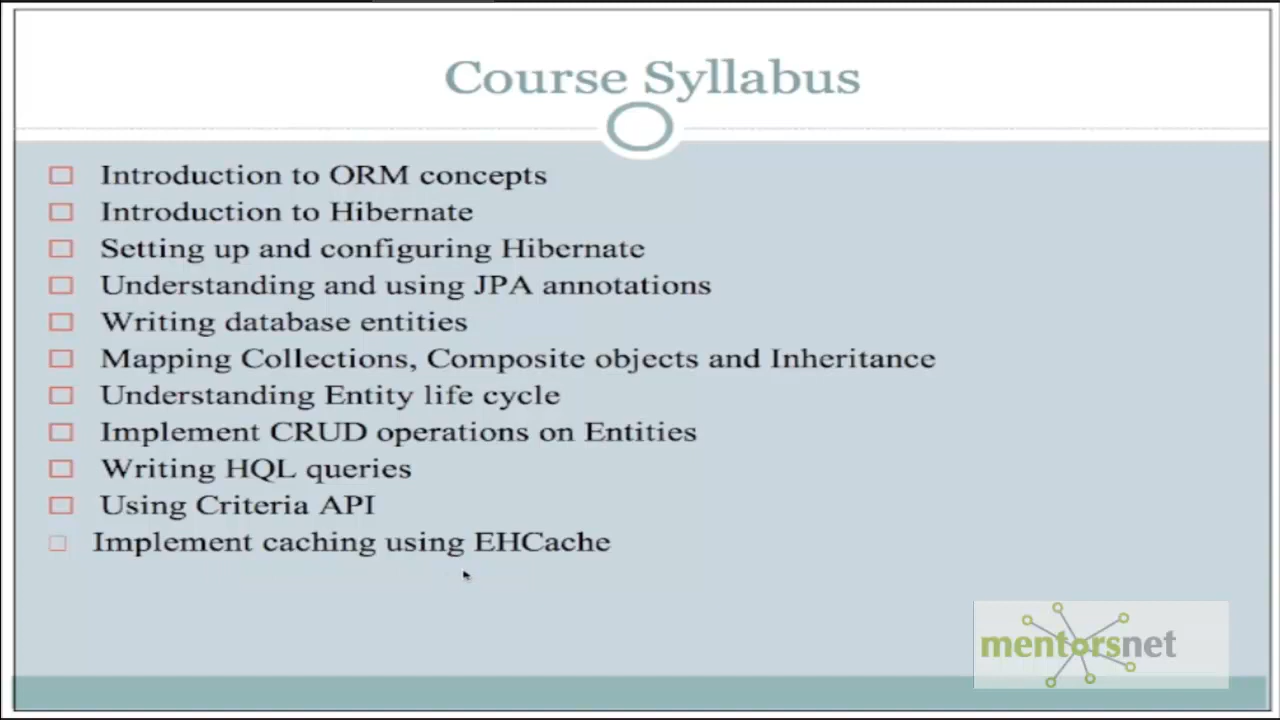 Course Syllabus
Introduction to ORM concepts
Introduction to Hibernate
Setting up and configuring Hibernate
Understanding and using JPA annotations
Writing database entities
Mapping Collections, Composite objects and Inheritance
Understanding Entity life cycle
Implement CRUD operations on Entities
Writing HQL queries
Using Criteria API
Implement caching using EHCache
mentorsnet